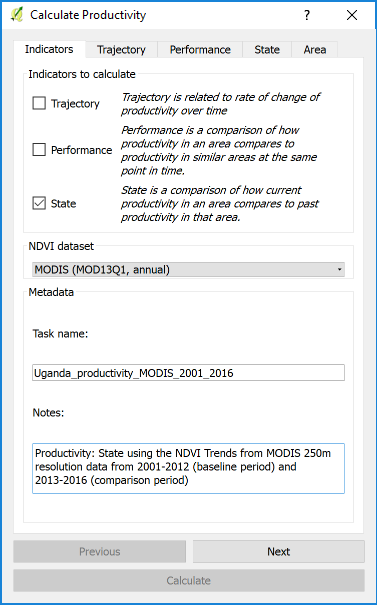 Calculate Productivity
?
Indicators
Trajectory
Performance
State
Area
Indicators to calculate
Trajectory
Trajectory is related to rate of change of
productivity over time
Performance
Performance is a comparison of how
productivity in an area compares to
productivity in similar areas at the same
point in time.
State
State is a comparison of how current
productivity in an area compares to past
productivity in that area.
NDVI dataset
MODIS (MOD13Q1, annual)
Metadata
Task name:
Uganda_productivity_MODIS_2001_2016
Notes:
Productivity: State using the NDVI Trends from MODIS 250m
resolution data from 2001-2012 (baseline period) and
2013-2016 (comparison period)
Previous
Next
Calculate